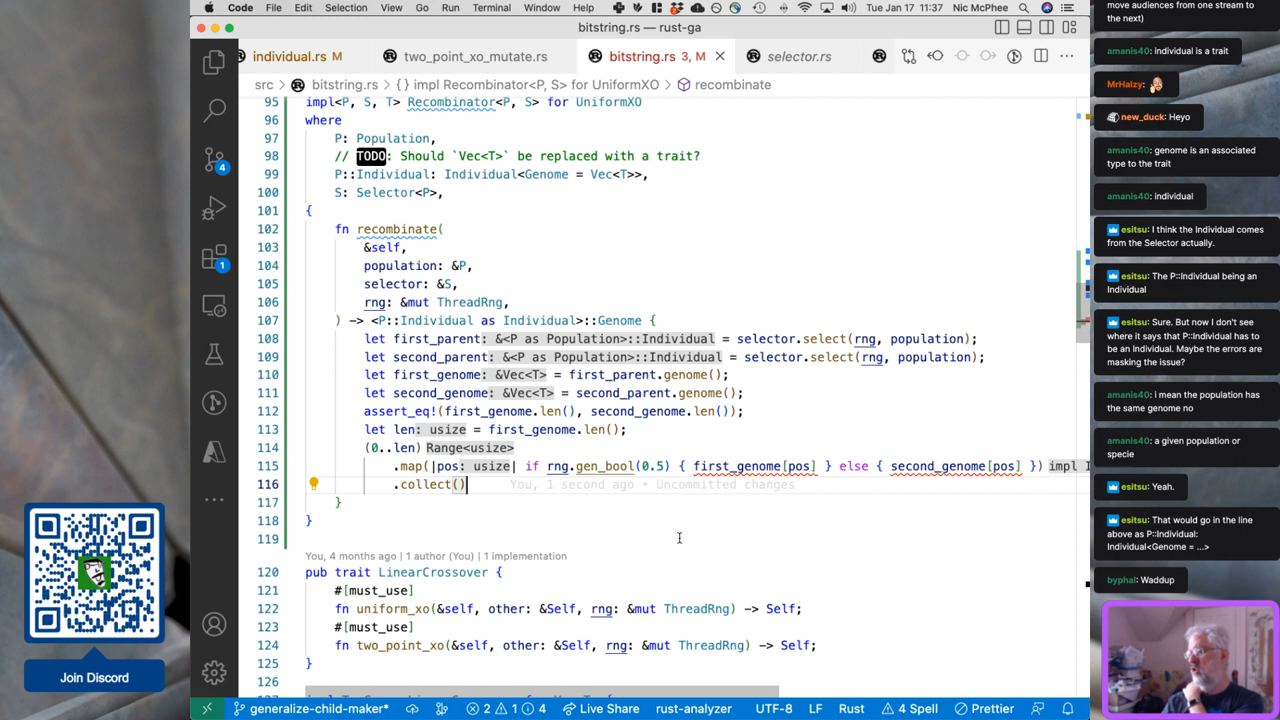 Code File Edit Selection View Go Run Terminal Window Help Tue Jan 17 11:37 Nic McPhee
bitstring.rs — rust-ga
individual.rs M two_point_xo_mutate.rs bitstring.rs 3, M selector.rs
src > bitstring.rs > {} impl Recombinator<P, S> for UniformXO > recombinate
95 impl<P, S, T> Recombinator<P, S> for UniformXO
96 where
97 P: Population,
98 // TODO: Should `Vec<T>` be replaced with a trait?
99 P::Individual: Individual<Genome = Vec<T>>,
100 S: Selector<P>,
101 {
102 fn recombinate(
103 &self,
104 population: &P,
105 selector: &S,
106 rng: &mut ThreadRng,
107 ) -> <P::Individual as Individual>::Genome {
108 let first_parent: &<P as Population>::Individual = selector.select(rng, population);
109 let second_parent: &<P as Population>::Individual = selector.select(rng, population);
110 let first_genome: &Vec<T> = first_parent.genome();
111 let second_genome: &Vec<T> = second_parent.genome();
112 assert_eq!(first_genome.len(), second_genome.len());
113 let len: usize = first_genome.len();
114 (0..len) Range<usize>
115 .map(|pos: usize| if rng.gen_bool(0.5) { first_genome[pos] } else { second_genome[pos] }) impl I
116 .collect() You, 1 second ago • Uncommitted changes
117 }
118 }
119
You, 4 months ago | 1 author (You) | 1 implementation
120 pub trait LinearCrossover {
121 #[must_use]
122 fn uniform_xo(&self, other: &Self, rng: &mut ThreadRng) -> Self;
123 #[must_use]
124 fn two_point_xo(&self, other: &Self, rng: &mut ThreadRng) -> Self;
125 }
126
4
1
Join Discord
generalize-child-maker* 2 1 4 Live Share rust-analyzer UTF-8 LF Rust 4 Spell Prettier
move audiences from one stream to the next)
amanis40: individual is a trait
MrHalzy:
new_duck: Heyo
amanis40: genome is an associated type to the trait
amanis40: individual
esitsu: I think the Individual comes from the Selector actually.
esitsu: The P::Individual being an Individual
esitsu: Sure. But now I don't see where it says that P::Individual has to be an Individual. Maybe the errors are masking the issue?
amanis40: i mean the population has the same genome no
amanis40: a given population or specie
esitsu: Yeah.
esitsu: That would go in the line above as P::Individual: Individual<Genome = ...>
byphal: Waddup